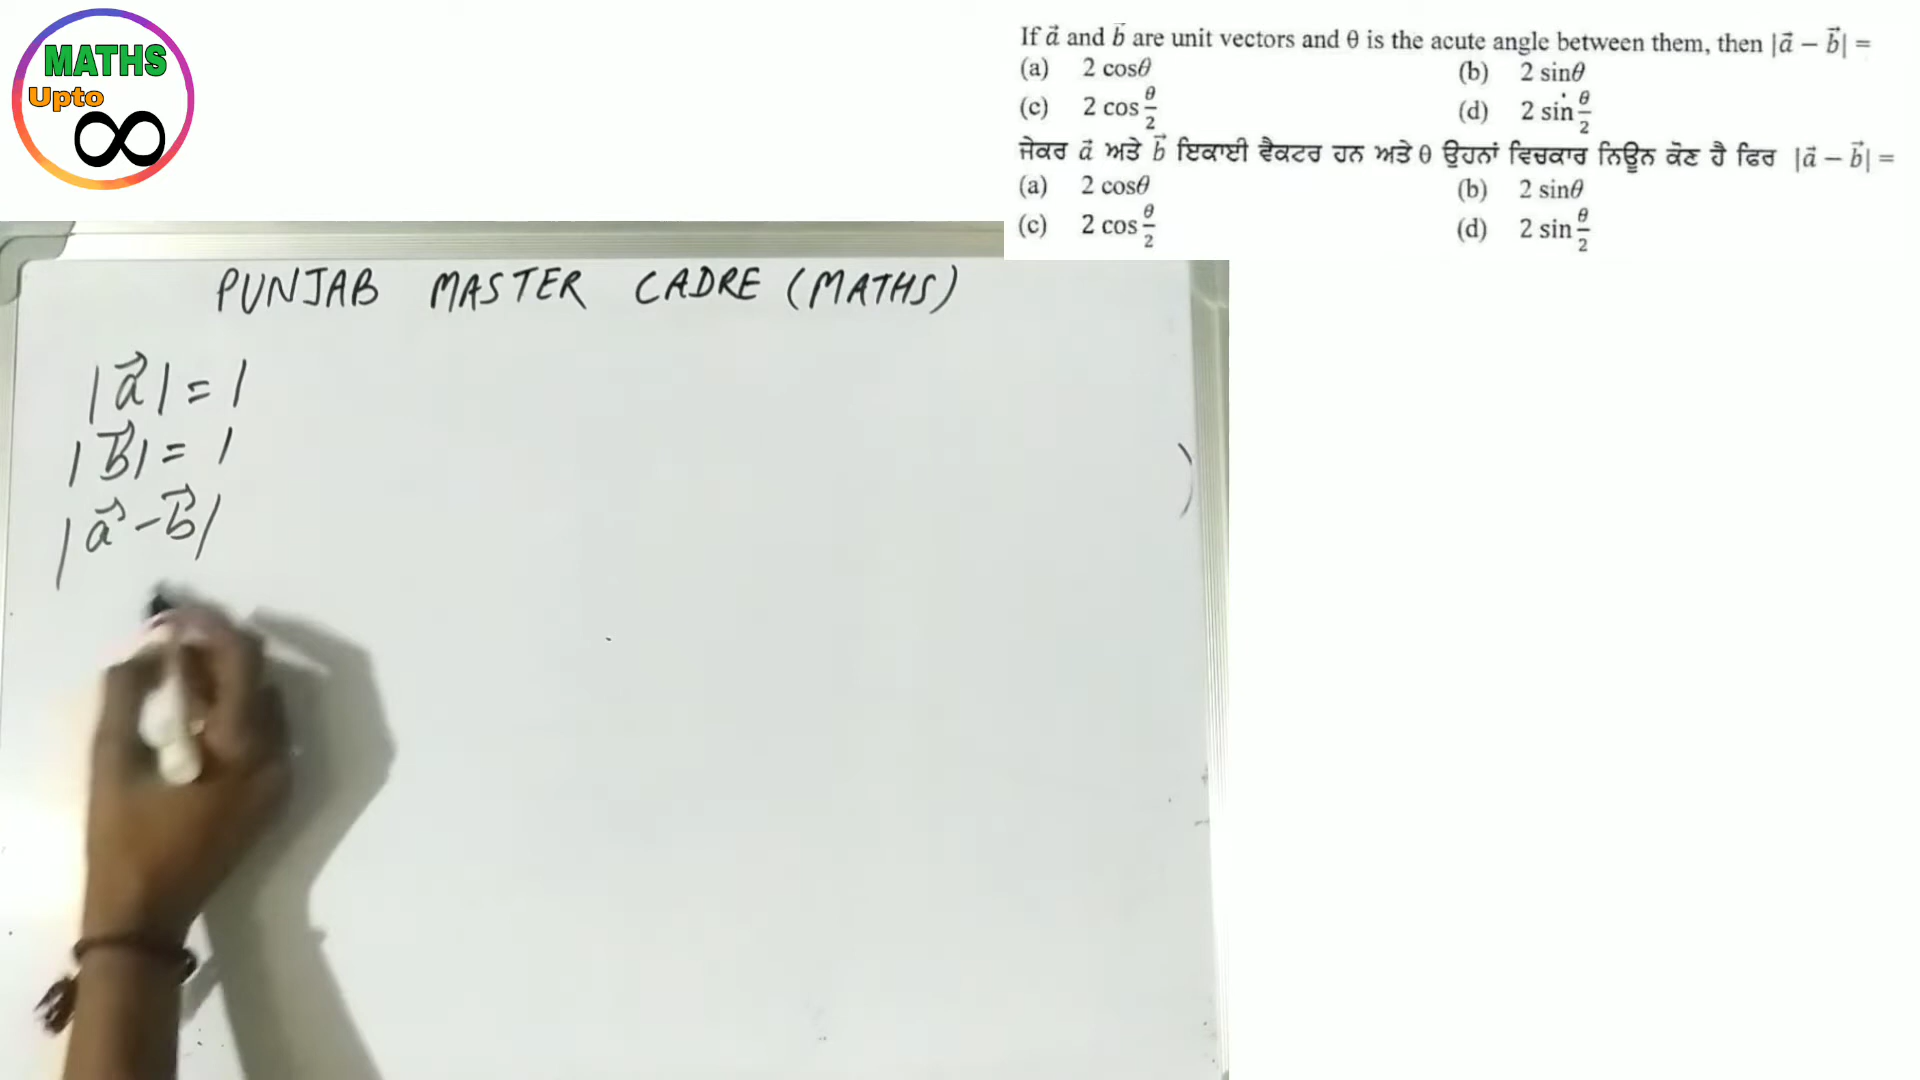 MATHS
Upto
∞
If a⃗ and b⃗ are unit vectors and θ is the acute angle between them, then |a⃗ − b⃗| =
(a) 2 cosθ (b) 2 sinθ
(c) 2 cos θ/2 (d) 2 sin θ/2
ਜੇਕਰ a⃗ ਅਤੇ b⃗ ਇਕਾਈ ਵੈਕਟਰ ਹਨ ਅਤੇ θ ਉਹਨਾਂ ਵਿਚਕਾਰ ਨਿਊਨ ਕੋਣ ਹੈ ਫਿਰ |a⃗ − b⃗| =
(a) 2 cosθ (b) 2 sinθ
(c) 2 cos θ/2 (d) 2 sin θ/2
PUNJAB MASTER CADRE (MATHS)
|a⃗| = 1
|b⃗| = 1
|a⃗ − b⃗|